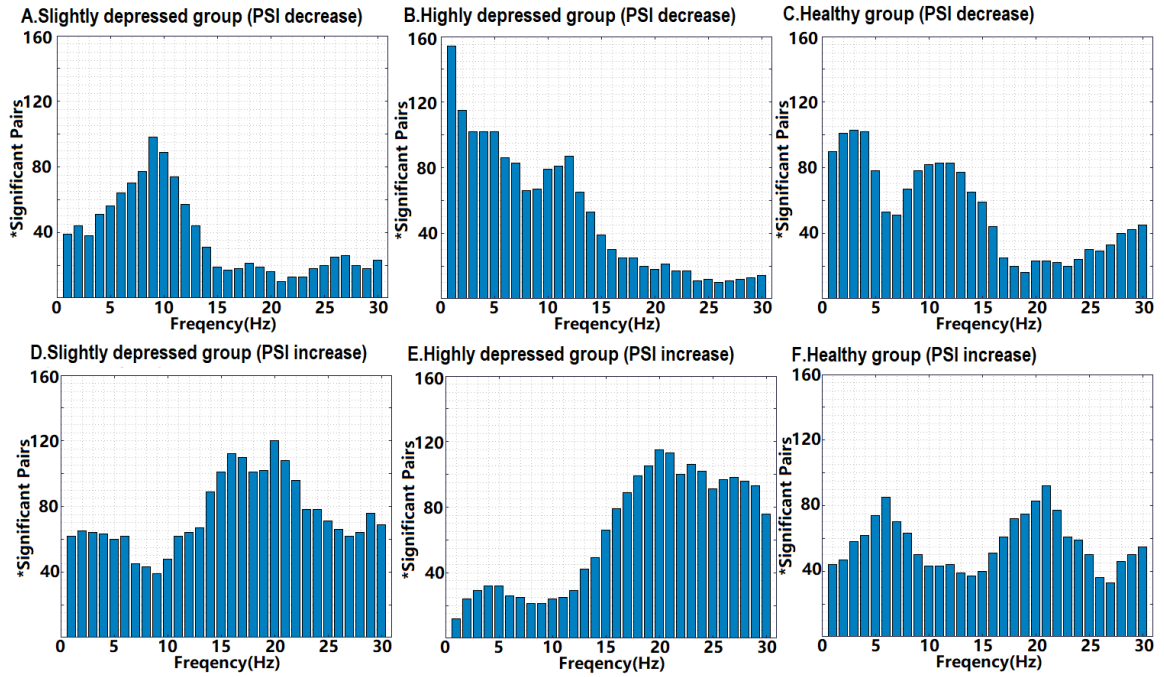 A.Slightly depressed group (PSI decrease)
160
120
80
40
*Significant Pairs
0 5 10 15 20 25 30
Freqency(Hz)
B.Highly depressed group (PSI decrease)
160
120
80
40
*Significant Pairs
0 5 10 15 20 25 30
Freqency(Hz)
C.Healthy group (PSI decrease)
160
120
80
40
*Significant Pairs
0 5 10 15 20 25 30
Freqency(Hz)
D.Slightly depressed group (PSI increase)
160
120
80
40
*Significant Pairs
0 5 10 15 20 25 30
Freqency(Hz)
E.Highly depressed group (PSI increase)
160
120
80
40
*Significant Pairs
0 5 10 15 20 25 30
Freqency(Hz)
F.Healthy group (PSI increase)
160
120
80
40
*Significant Pairs
0 5 10 15 20 25 30
Freqency(Hz)